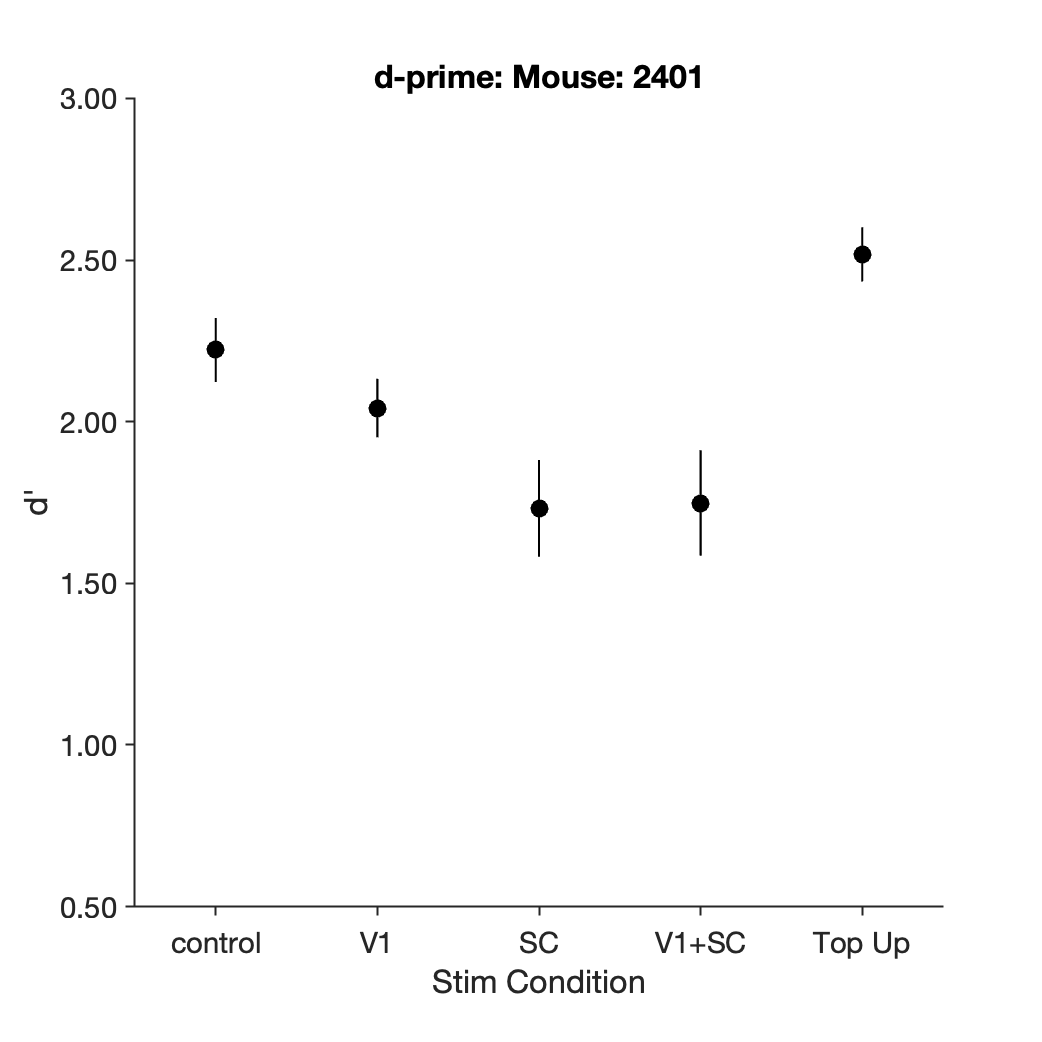 d-prime: Mouse: 2401
3.00
2.50
2.00
1.50
1.00
0.50
d'
control V1 SC V1+SC Top Up
Stim Condition